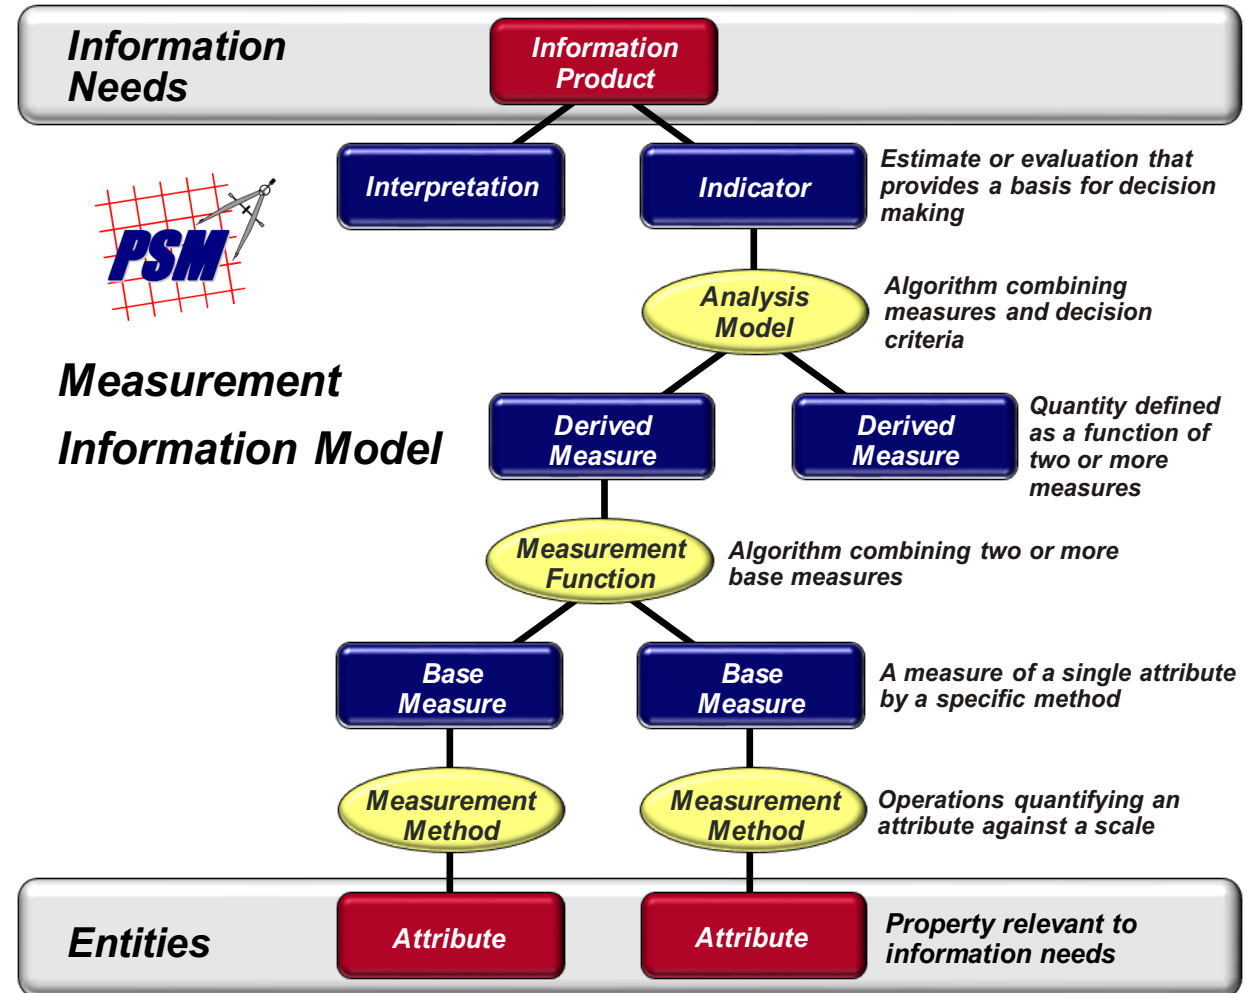 Information
Needs
Information
Product
Interpretation
Indicator
Estimate or evaluation that
provides a basis for decision
making
PSM
Analysis
Model
Algorithm combining
measures and decision
criteria
Measurement
Information Model
Derived
Measure
Derived
Measure
Quantity defined
as a function of
two or more
measures
Measurement
Function
Algorithm combining two or more
base measures
Base
Measure
Base
Measure
A measure of a single attribute
by a specific method
Measurement
Method
Measurement
Method
Operations quantifying an
attribute against a scale
Entities
Attribute
Attribute
Property relevant to
information needs